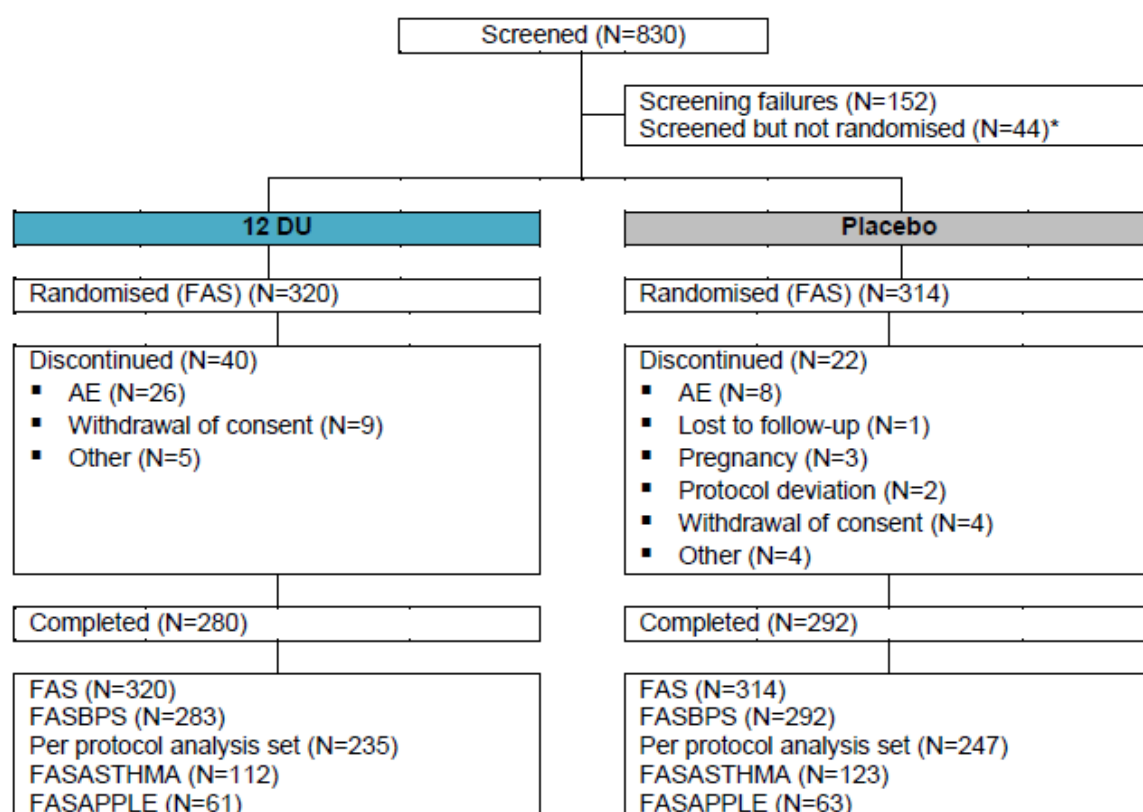 Screened (N=830)
Screening failures (N=152)
Screened but not randomised (N=44)*
12 DU
Placebo
Randomised (FAS) (N=320)
Randomised (FAS) (N=314)
Discontinued (N=40)
▪ AE (N=26)
▪ Withdrawal of consent (N=9)
▪ Other (N=5)
Discontinued (N=22)
▪ AE (N=8)
▪ Lost to follow-up (N=1)
▪ Pregnancy (N=3)
▪ Protocol deviation (N=2)
▪ Withdrawal of consent (N=4)
▪ Other (N=4)
Completed (N=280)
Completed (N=292)
FAS (N=320)
FASBPS (N=283)
Per protocol analysis set (N=235)
FASASTHMA (N=112)
FASAPPLE (N=61)
FAS (N=314)
FASBPS (N=292)
Per protocol analysis set (N=247)
FASASTHMA (N=123)
FASAPPLE (N=63)